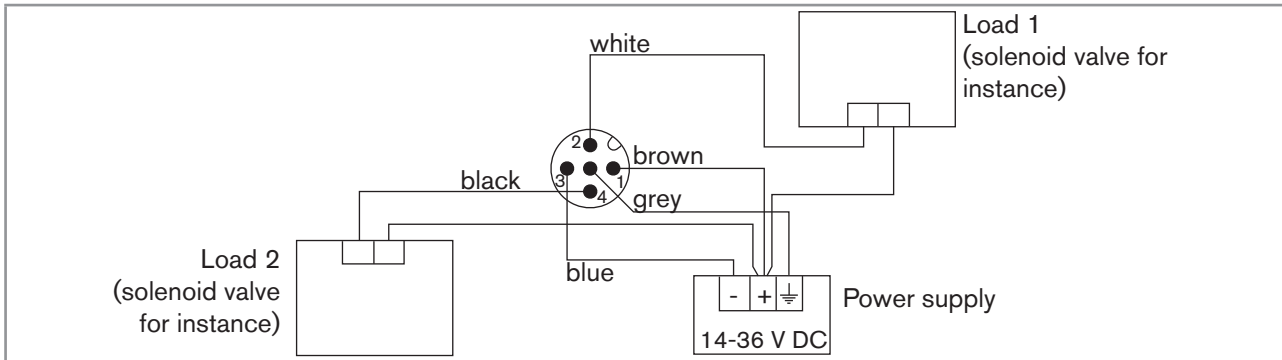 Load 1
(solenoid valve for
instance)
white
2
brown
3
1
black
4
grey
Load 2
(solenoid valve
for instance)
blue
- +
Power supply
14-36 V DC